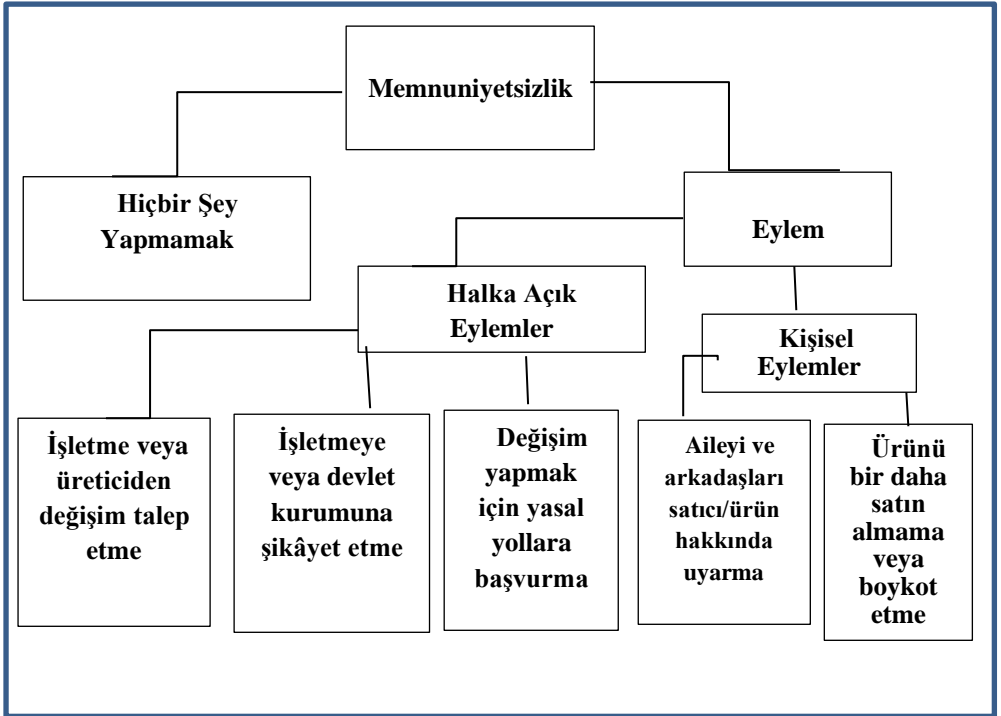 Memnuniyetsizlik
Hiçbir Şey
Yapmamak
Eylem
Halka Açık
Eylemler
Kişisel
Eylemler
İşletme veya
üreticiden
değişim talep
etme
İşletmeye
veya devlet
kurumuna
şikâyet etme
Değişim
yapmak
için yasal
yollara
başvurma
Aileyi ve
arkadaşları
satıcı/ürün
hakkında
uyarma
Ürünü
bir daha
satın
almama
veya
boykot
etme